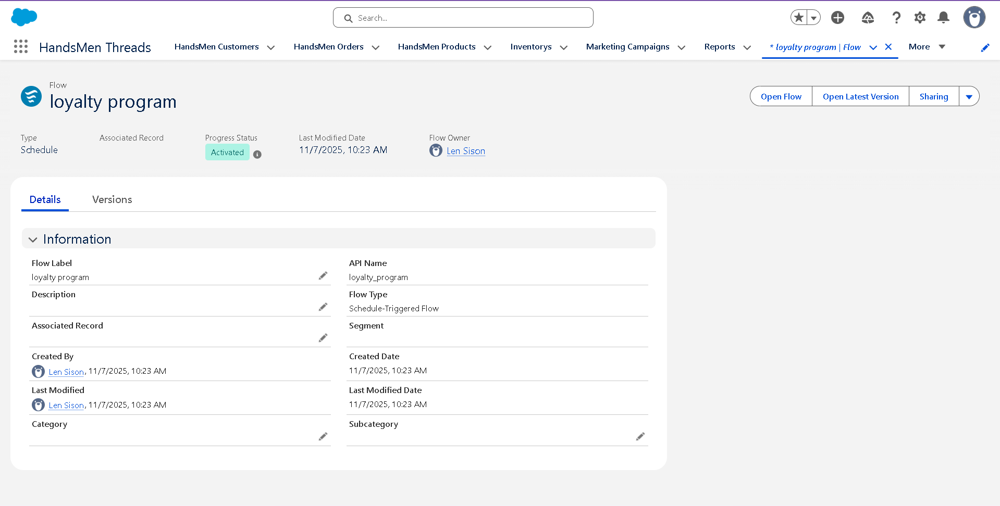 Search...
HandsMen Threads
HandsMen Customers
HandsMen Orders
HandsMen Products
Inventorys
Marketing Campaigns
Reports
* loyalty program | Flow
More
Flow
loyalty program
Open Flow
Open Latest Version
Sharing
Type
Schedule
Associated Record
Progress Status
Activated
Last Modified Date
11/7/2025, 10:23 AM
Flow Owner
Len Sison
Details
Versions
Information
Flow Label
loyalty program
API Name
loyalty_program
Description
Flow Type
Schedule-Triggered Flow
Associated Record
Segment
Created By
Len Sison, 11/7/2025, 10:23 AM
Created Date
11/7/2025, 10:23 AM
Last Modified
Len Sison, 11/7/2025, 10:23 AM
Last Modified Date
11/7/2025, 10:23 AM
Category
Subcategory